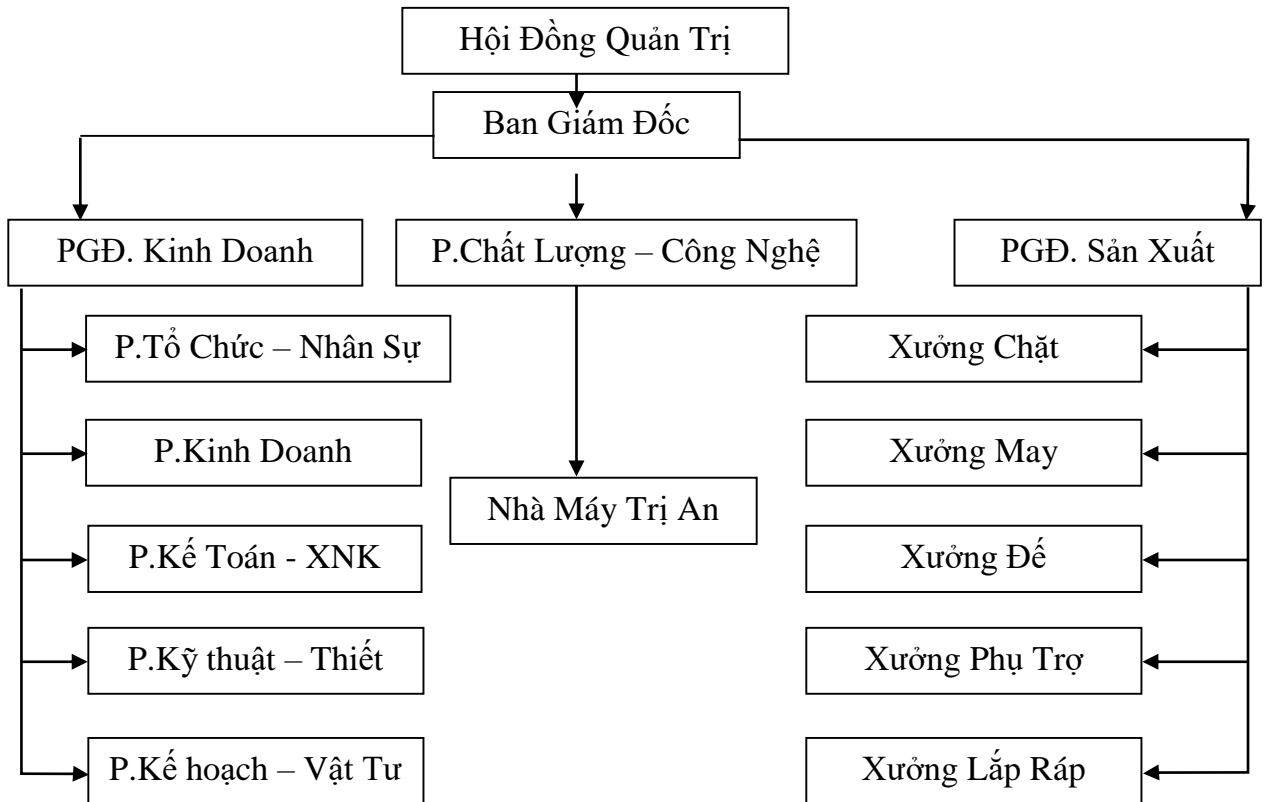 Hội Đồng Quản Trị
Ban Giám Đốc
PGĐ. Kinh Doanh
P.Chất Lượng – Công Nghệ
PGĐ. Sản Xuất
P.Tổ Chức – Nhân Sự
Xưởng Chặt
P.Kinh Doanh
Xưởng May
Nhà Máy Trị An
P.Kế Toán - XNK
Xưởng Đế
P.Kỹ thuật – Thiết
Xưởng Phụ Trợ
P.Kế hoạch – Vật Tư
Xưởng Lắp Ráp